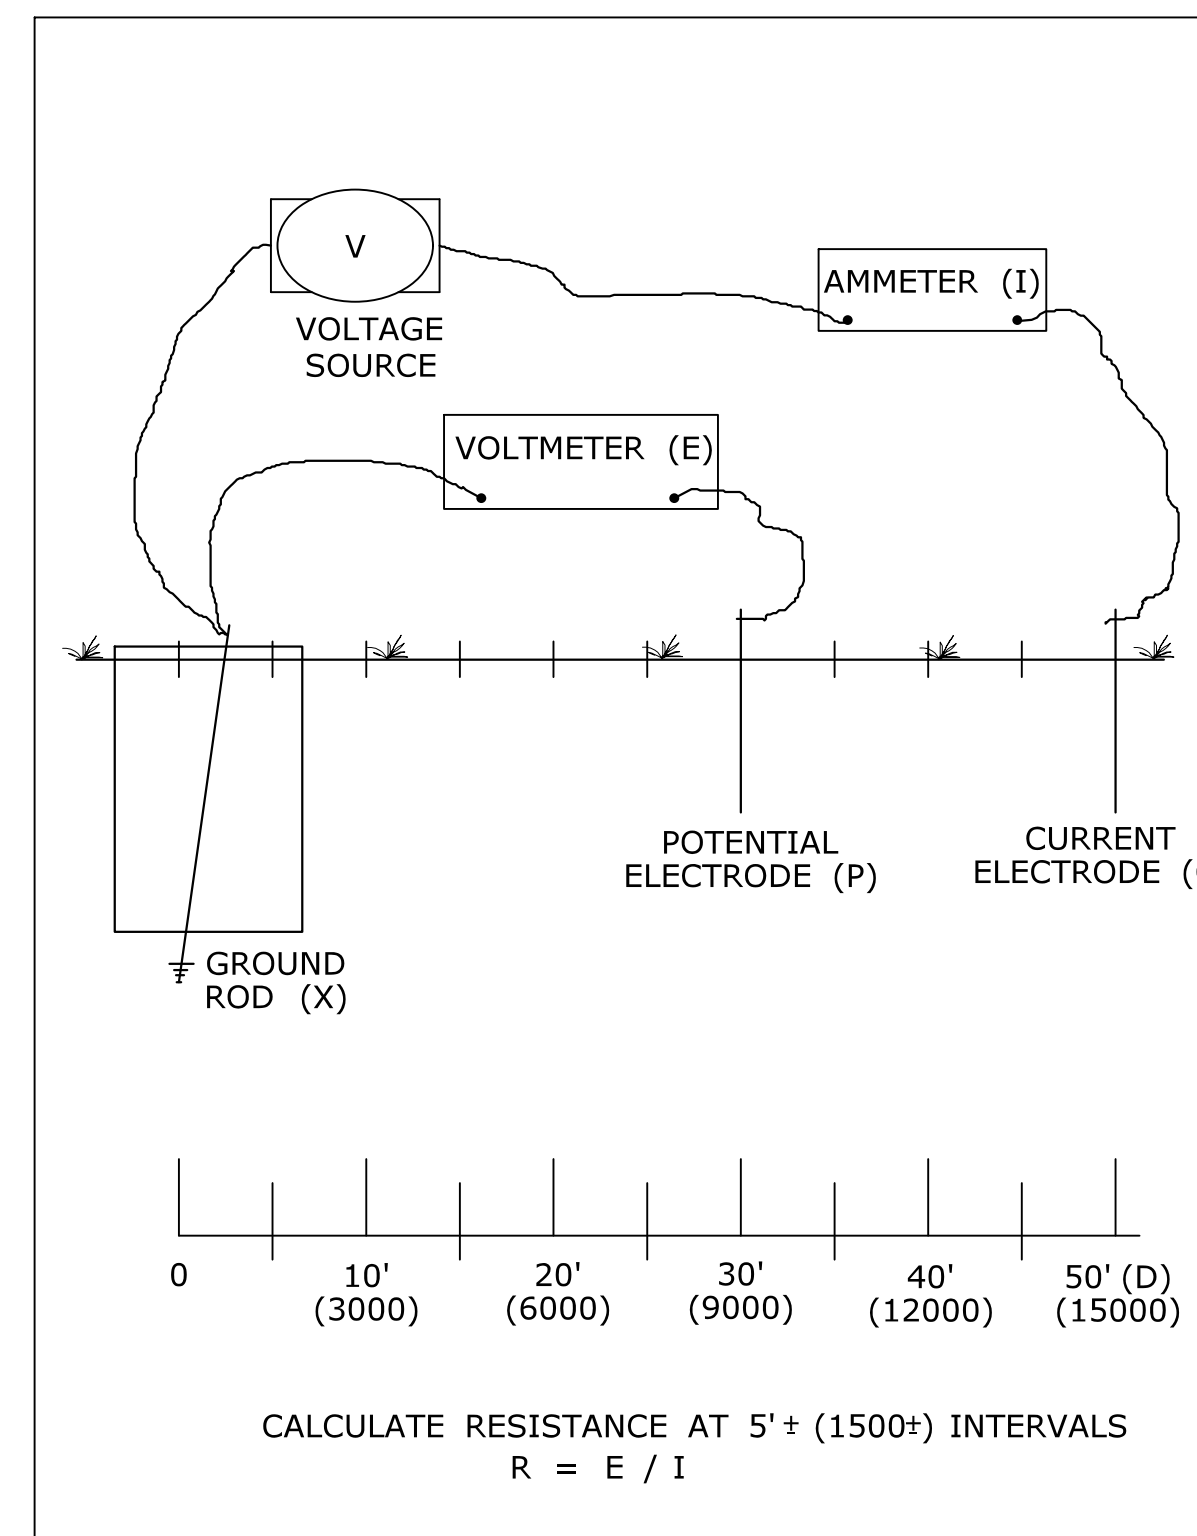 V
VOLTAGE
SOURCE
AMMETER (I)
VOLTMETER (E)
POTENTIAL
ELECTRODE (P)
CURRENT
ELECTRODE
GROUND
ROD (X)
0 10' 20' 30' 40' 50' (D)
(3000) (6000) (9000) (12000) (15000)
CALCULATE RESISTANCE AT 5'± (1500±) INTERVALS
R = E / I